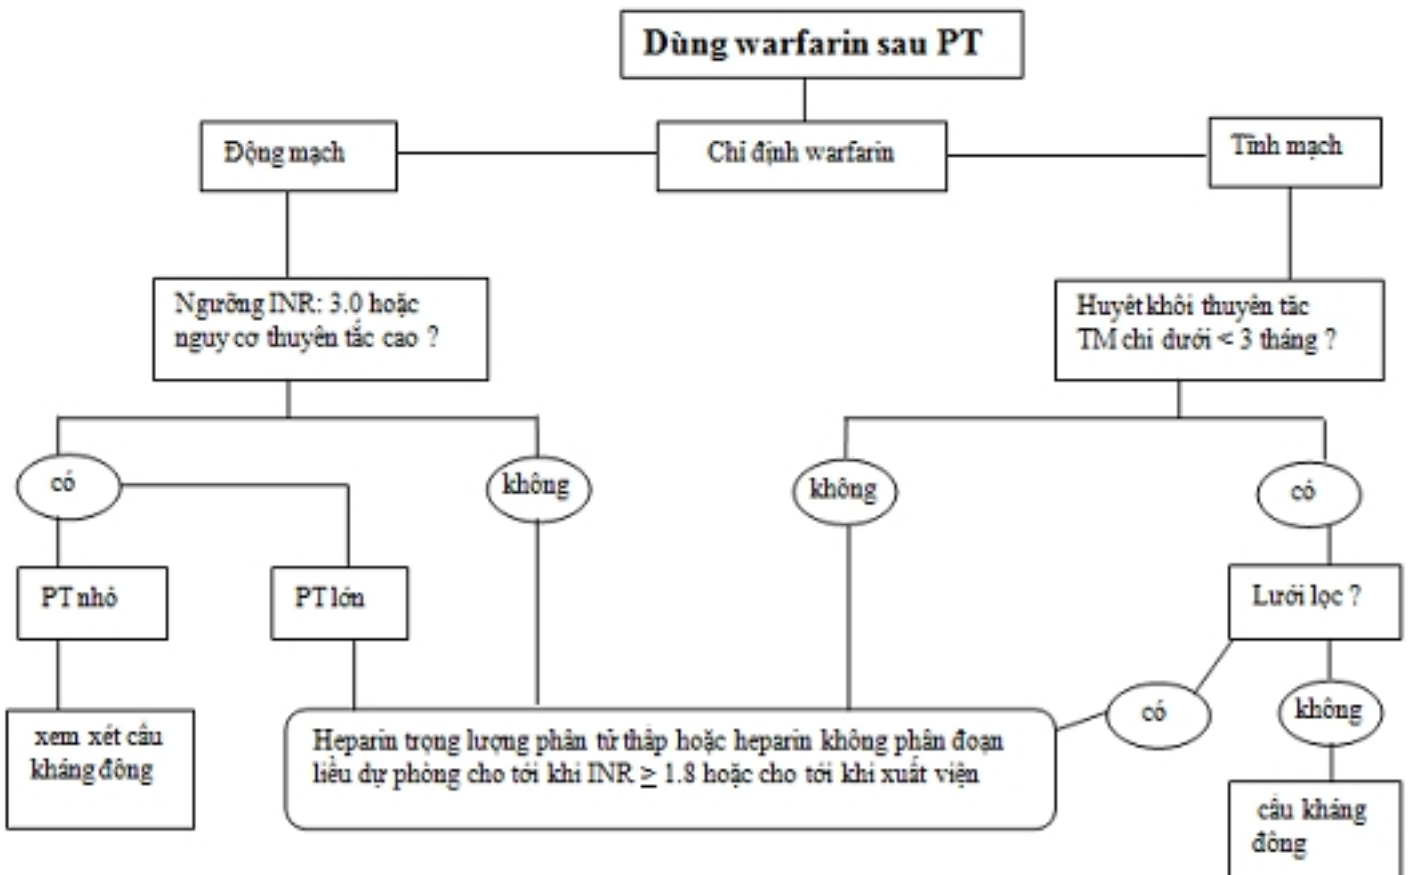 Dùng warfarin sau PT
Động mạch
Chỉ định warfarin
Tĩnh mạch
Ngưỡng INR: 3.0 hoặc
nguy cơ thuyên tắc cao ?
Huyết khối thuyên tắc
TM chi dưới < 3 tháng ?
có
không
không
có
PT nhỏ
PT lớn
Lưới lọc ?
có
không
xem xét cầu
kháng đông
Heparin trọng lượng phân tử thấp hoặc heparin không phân đoạn
liều dự phòng cho tới khi INR ≥ 1.8 hoặc cho tới khi xuất viện
cầu kháng
đông